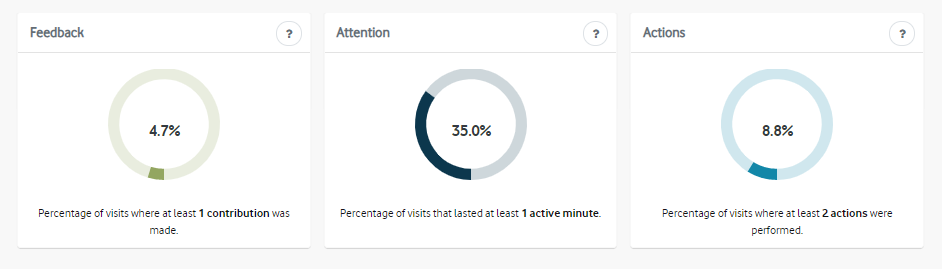 Feedback
?
4.7%
Percentage of visits where at least 1 contribution was
made.
Attention
?
35.0%
Percentage of visits that lasted at least 1 active minute.
Actions
?
8.8%
Percentage of visits where at least 2 actions were
performed.